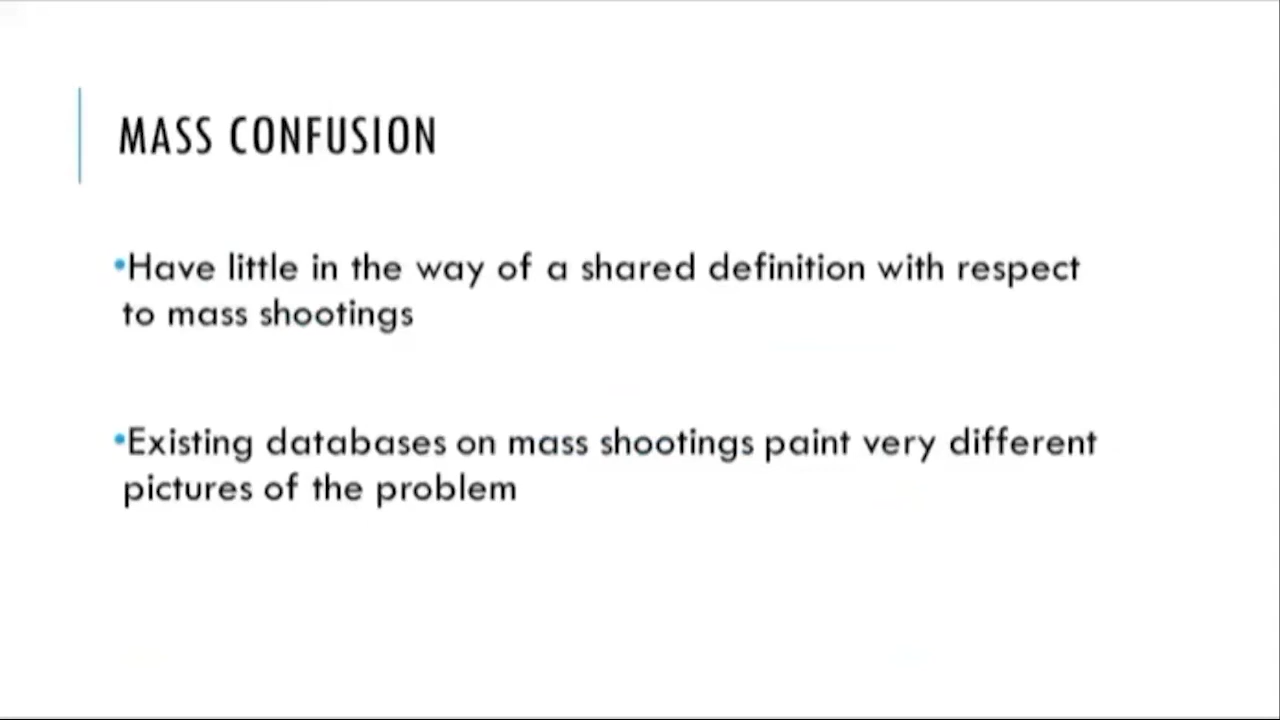 MASS CONFUSION
•Have little in the way of a shared definition with respect
to mass shootings
•Existing databases on mass shootings paint very different
pictures of the problem